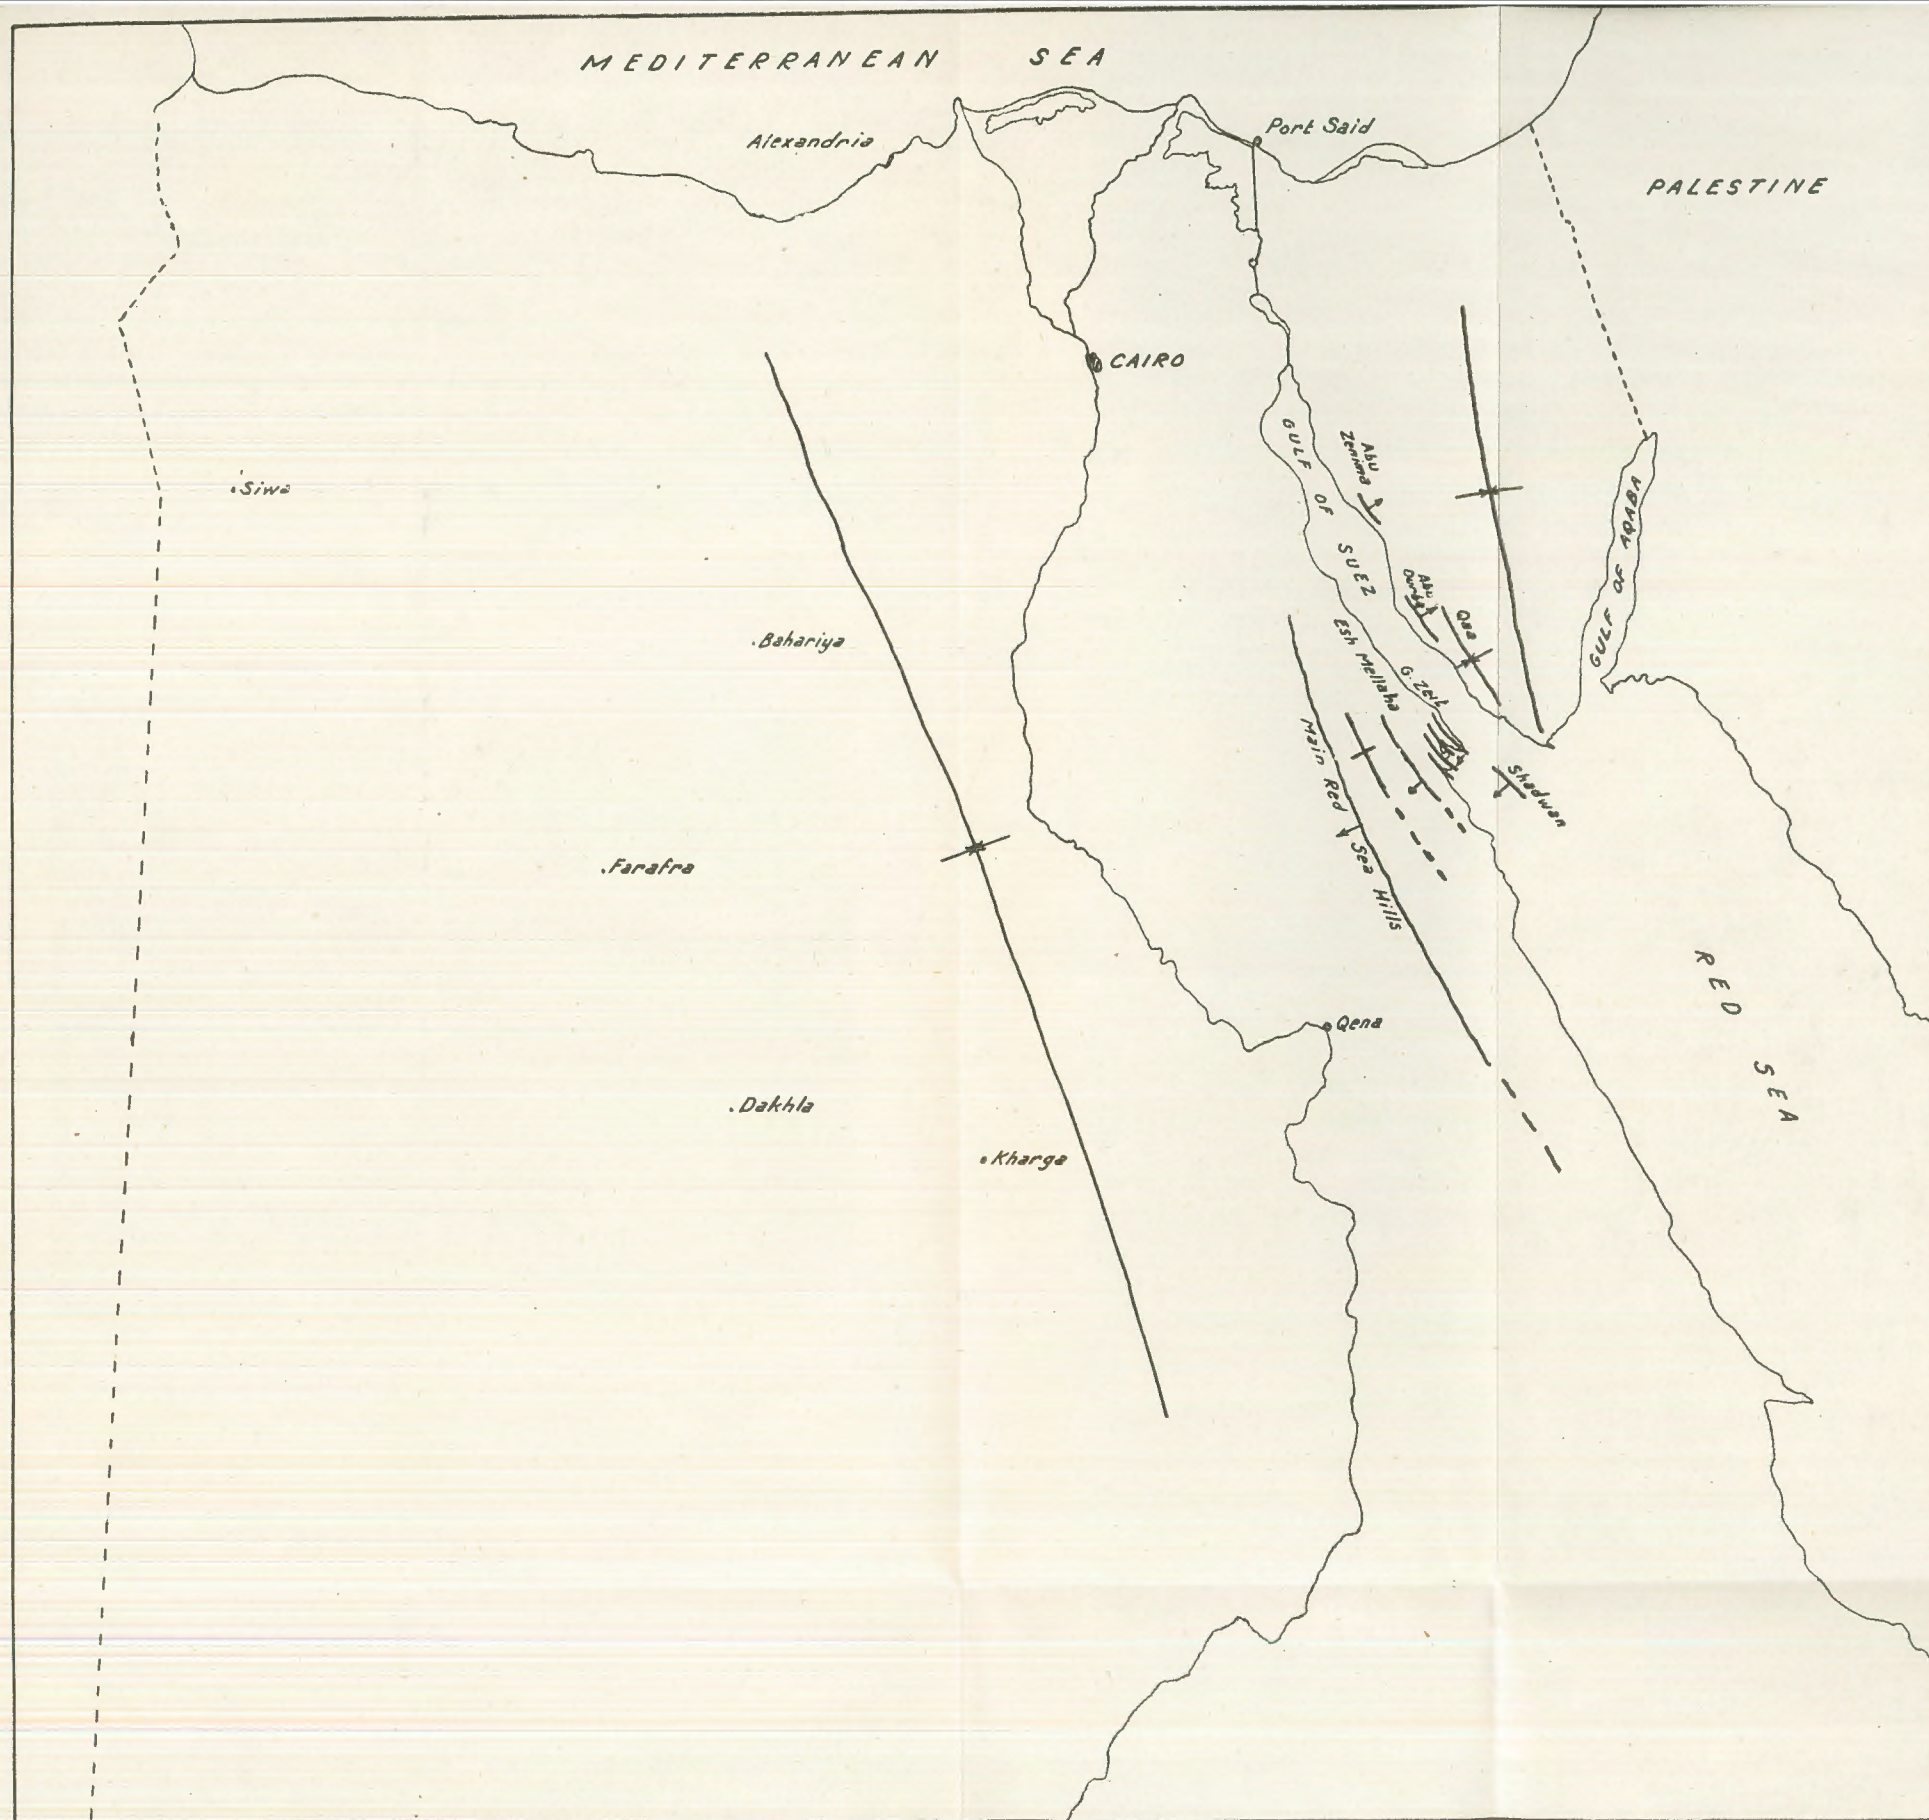 MEDITERRANEAN SEA
Alexandria
Port Said
PALESTINE
CAIRO
Siwa
GULF OF SUEZ
Abu
Zenima
GULF OF AQABA
Abu
Durba
Qaa
Bahariya
Esh Mellaha
G. Zeit
Shadwan
Main Red Sea Hills
Farafra
RED SEA
Qena
Dakhla
Kharga